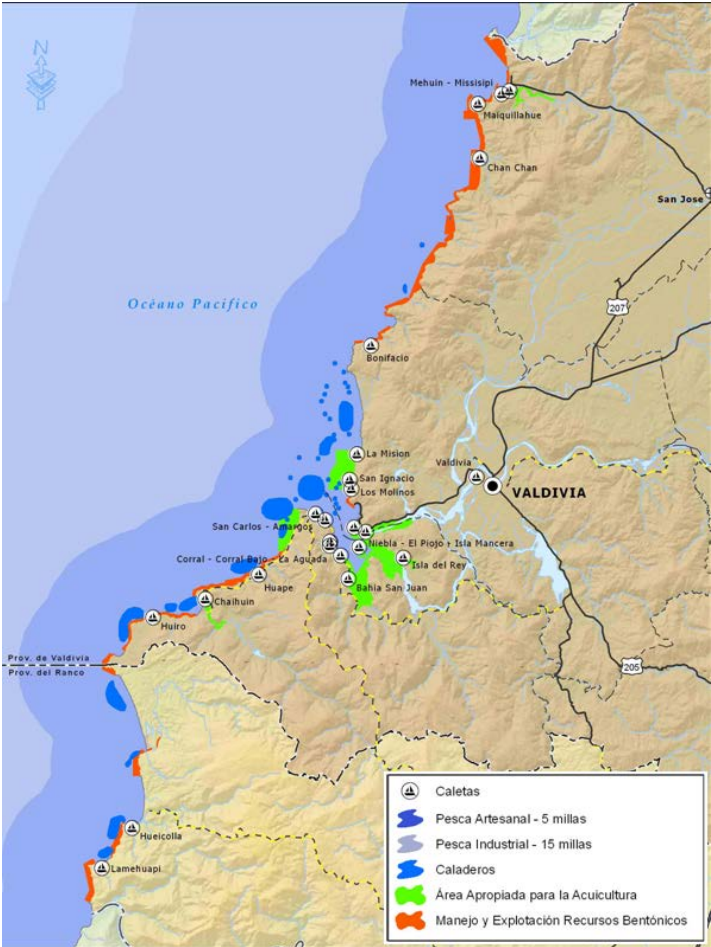 N
Mehuin - Missisipi
Maiquillahue
Chan Chan
San Jose
Océano Pacifico
207
Bonifacio
La Mision
Valdivia
San Ignacio
Los Molinos
VALDIVIA
San Carlos - Amargos
Niebla - El Piojo - Isla Mancera
Corral - Corral Bajo - La Aguada
Isla del Rey
Huape
Bahia San Juan
Chaihuin
Huiro
Prov. de Valdivia
Prov. del Ranco
205
Hueicolla
Lamehuapi
Caletas
Pesca Artesanal - 5 millas
Pesca Industrial - 15 millas
Caladeros
Área Apropiada para la Acuicultura
Manejo y Explotación Recursos Bentónicos